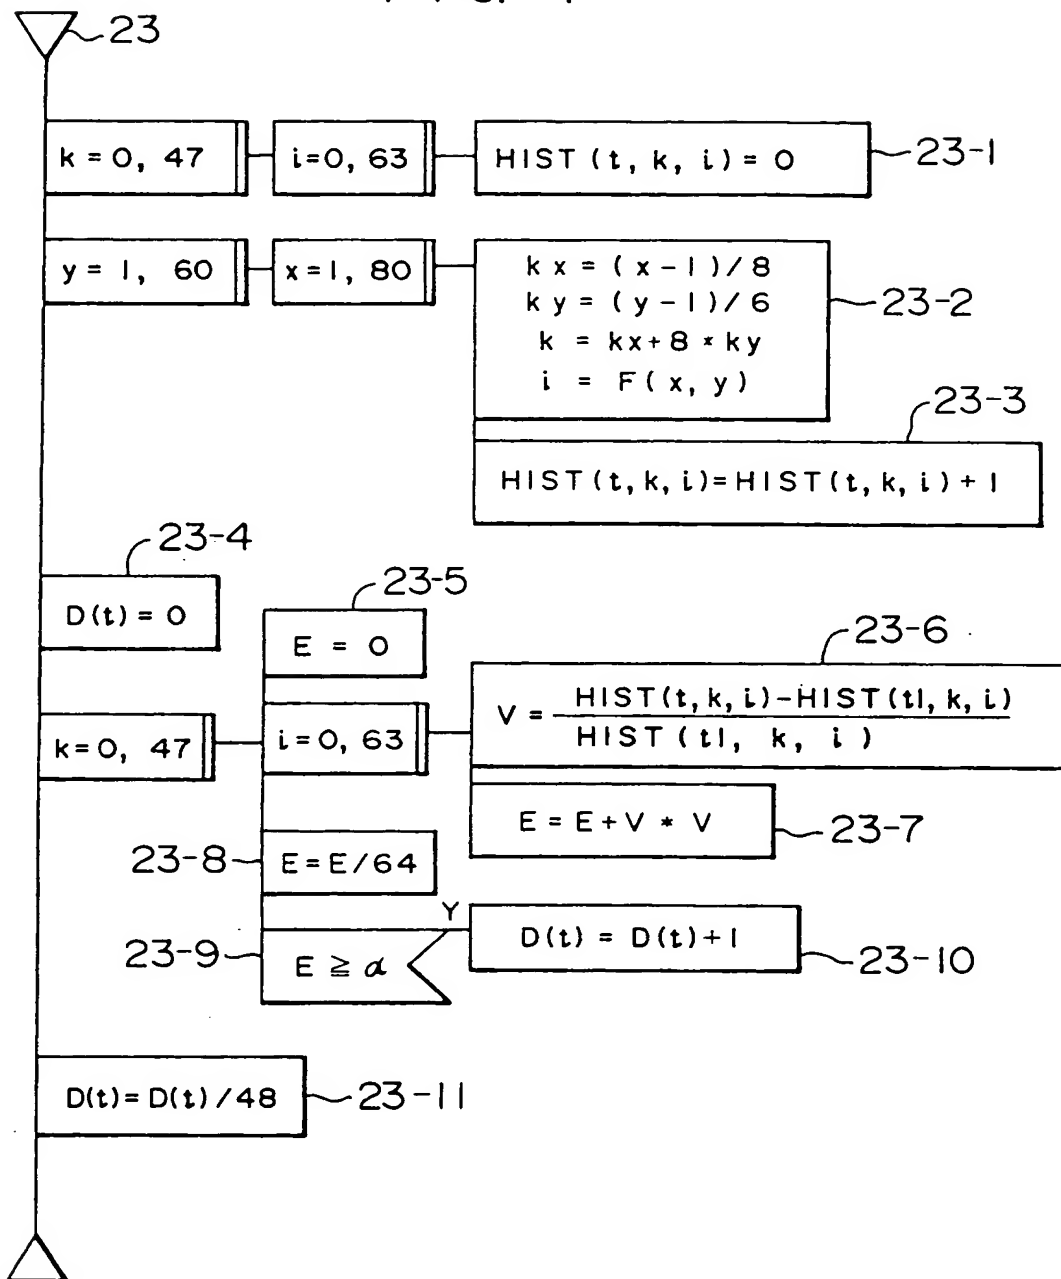 23
k = 0, 47
i=0, 63
HIST (t, k, i) = 0
23-1
y = 1, 60
x=1, 80
kx = (x-1)/8
ky = (y-1)/6
k = kx+8 * ky
i = F(x, y)
23-2
23-3
HIST(t,k,i)=HIST(t,k,i)+1
23-4
D(t) = 0
23-5
E = 0
23-6
V = HIST(t,k,i)-HIST(t1,k,i)
HIST(t1, k, i)
k=0, 47
i=0, 63
E = E+V * V
23-7
23-8
E=E/64
Y
D(t) = D(t)+1
23-9
E ≧ α
23-10
D(t)=D(t)/48
23-11